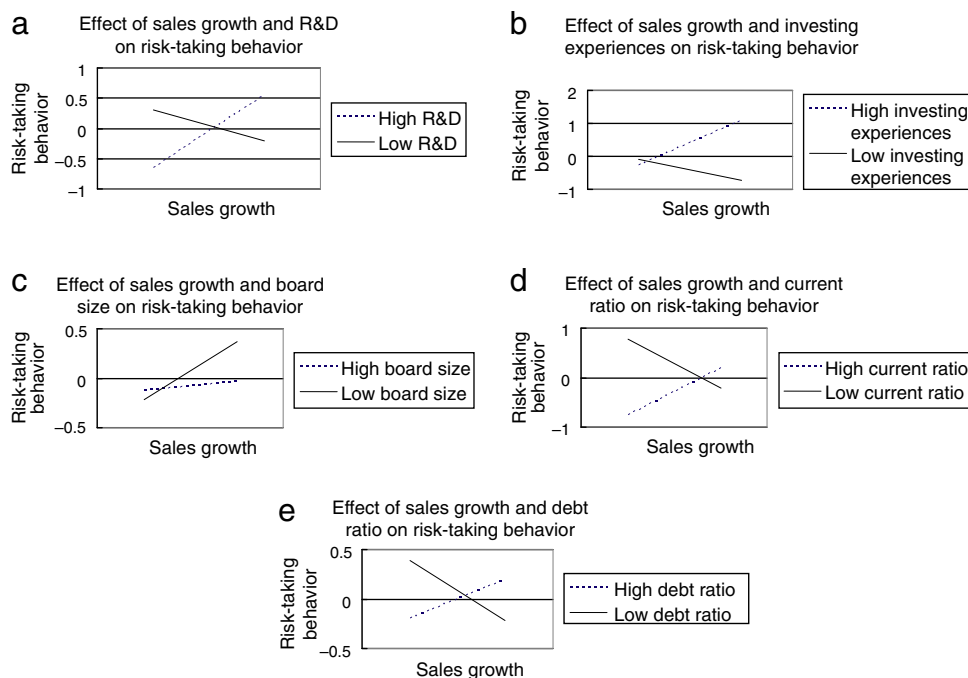 a
Effect of sales growth and R&D
on risk-taking behavior
1
0.5
0
−0.5
−1
Risk-taking
behavior
Sales growth
High R&D
Low R&D
b
Effect of sales growth and investing
experiences on risk-taking behavior
2
1
0
−1
Risk-taking
behavior
Sales growth
High investing
experiences
Low investing
experiences
c
Effect of sales growth and board
size on risk-taking behavior
0.5
0
−0.5
Risk-taking
behavior
Sales growth
High board size
Low board size
d
Effect of sales growth and current
ratio on risk-taking behavior
1
0
−1
Risk-taking
behavior
Sales growth
High current ratio
Low current ratio
e
Effect of sales growth and debt
ratio on risk-taking behavior
0.5
0
−0.5
Risk-taking
behavior
Sales growth
High debt ratio
Low debt ratio